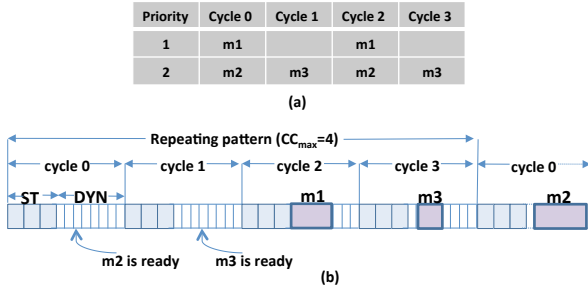 Priority Cycle 0 Cycle 1 Cycle 2 Cycle 3
1 m1 m1
2 m2 m3 m2 m3
(a)
Repeating pattern (CCmax=4)
cycle 0 cycle 1 cycle 2 cycle 3 cycle 0
ST DYN m1 m3 m2
m2 is ready m3 is ready
(b)